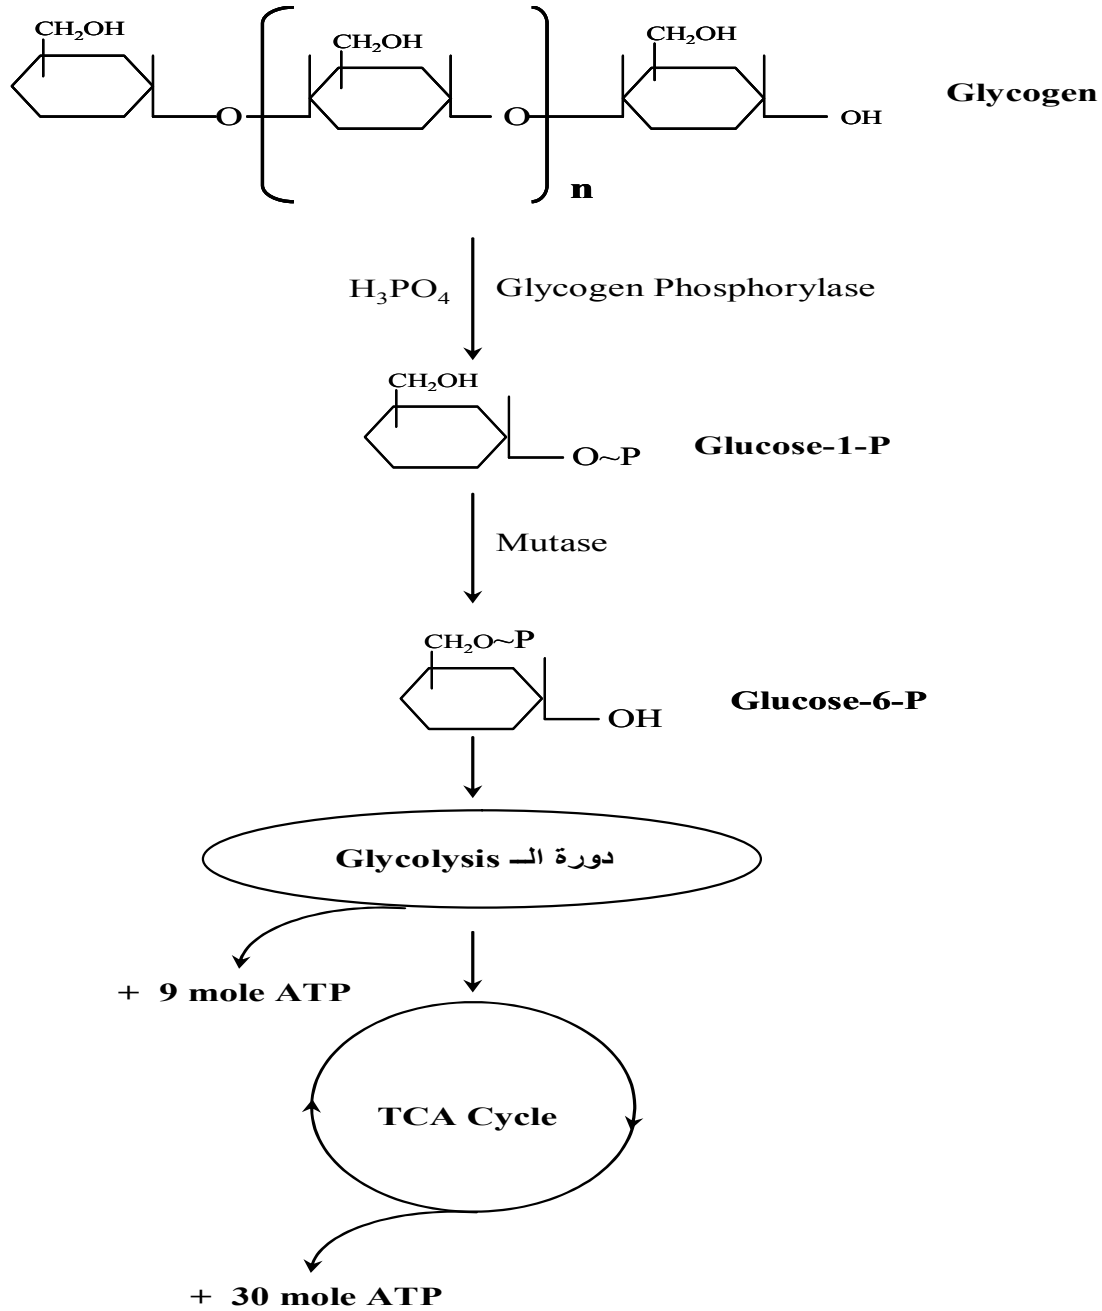 CH₂OH
CH₂OH
CH₂OH
Glycogen
O
O
OH
n
H₃PO₄ Glycogen Phosphorylase
CH₂OH
O~P
Glucose-1-P
Mutase
CH₂O~P
Glucose-6-P
OH
دورة الـ Glycolysis
+ 9 mole ATP
TCA Cycle
+ 30 mole ATP